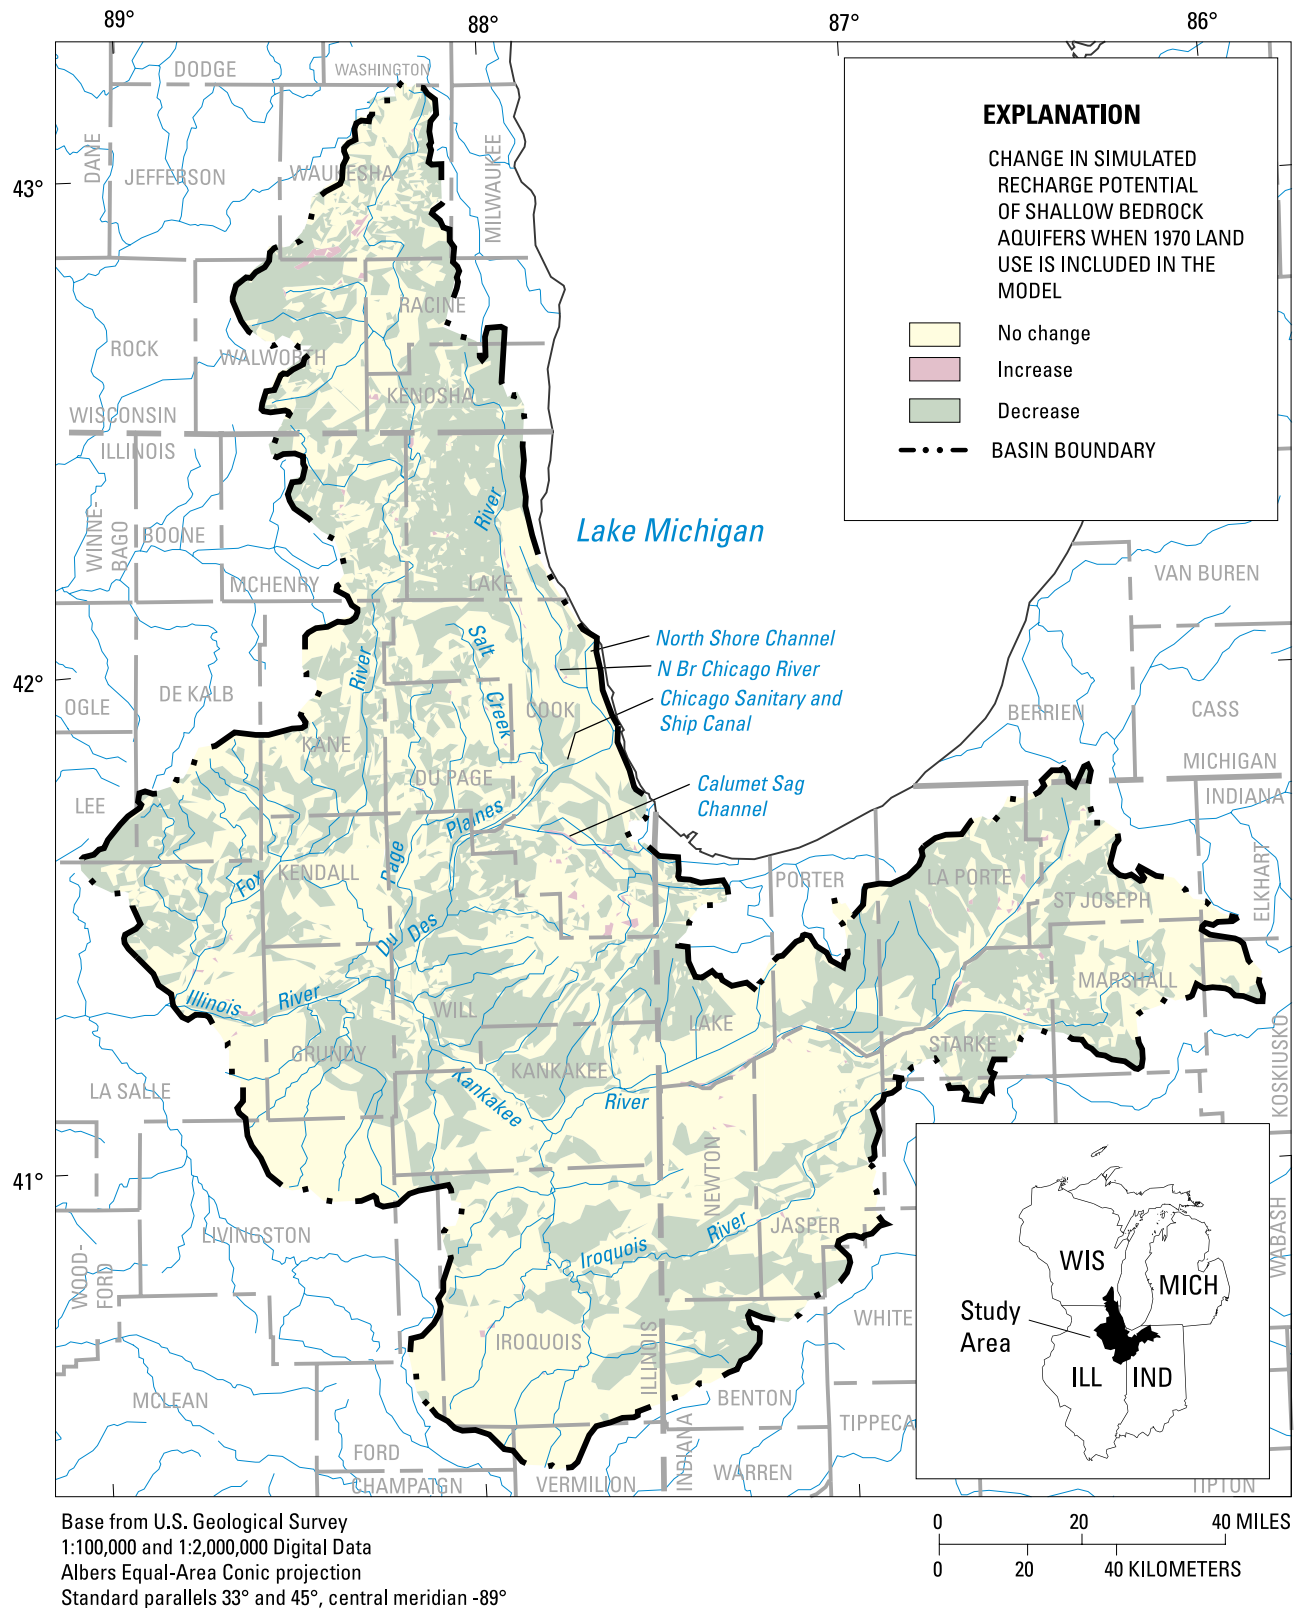 89°
88°
87°
86°
43°
42°
41°
DODGE
WASHINGTON
DANE
JEFFERSON
WAUKESHA
MILWAUKEE
ROCK
WALWORTH
RACINE
KENOSHA
WISCONSIN
ILLINOIS
WINNE-
BAGO
BOONE
MCHENRY
LAKE
River
Lake Michigan
EXPLANATION
CHANGE IN SIMULATED
RECHARGE POTENTIAL
OF SHALLOW BEDROCK
AQUIFERS WHEN 1970 LAND
USE IS INCLUDED IN THE
MODEL
No change
Increase
Decrease
BASIN BOUNDARY
VAN BUREN
CASS
BERRIEN
MICHIGAN
INDIANA
North Shore Channel
N Br Chicago River
Chicago Sanitary and
Ship Canal
Calumet Sag
Channel
Salt
Creek
River
OGLE
DE KALB
LEE
KANE
COOK
DU PAGE
Plaines
KENDALL
Fox
Page
Du
Des
Illinois
River
WILL
GRUNDY
KANKAKEE
Kankakee
River
LA SALLE
PORTER
LA PORTE
ST JOSEPH
ELKHART
MARSHALL
LAKE
STARKE
KOSKIUSKO
NEWTON
JASPER
Iroquois
River
LIVINGSTON
WOOD-
FORD
IROQUOIS
ILLINOIS
INDIANA
BENTON
WHITE
WABASH
MCLEAN
FORD
CHAMPAIGN
VERMILION
WARREN
TIPPECA
TIPTON
WIS
MICH
Study
Area
ILL
IND
Base from U.S. Geological Survey
1:100,000 and 1:2,000,000 Digital Data
Albers Equal-Area Conic projection
Standard parallels 33° and 45°, central meridian -89°
0 20 40 MILES
0 20 40 KILOMETERS